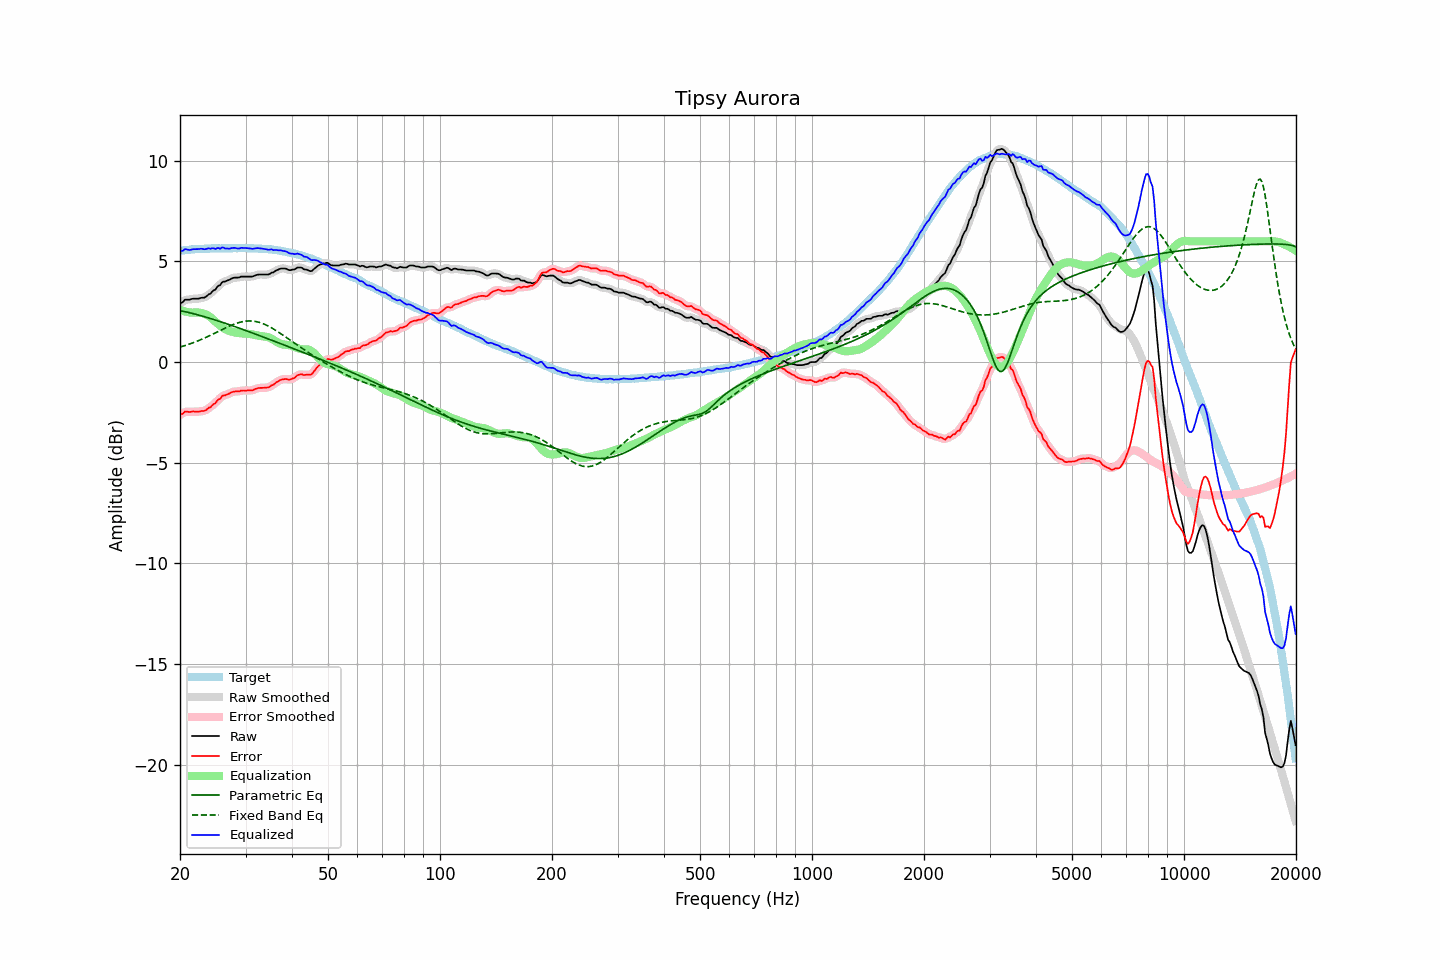 Tipsy Aurora
10
5
0
−5
−10
−15
−20
Amplitude (dBr)
Target
Raw Smoothed
Error Smoothed
Raw
Error
Equalization
Parametric Eq
Fixed Band Eq
Equalized
20 50 100 200 500 1000 2000 5000 10000 20000
Frequency (Hz)